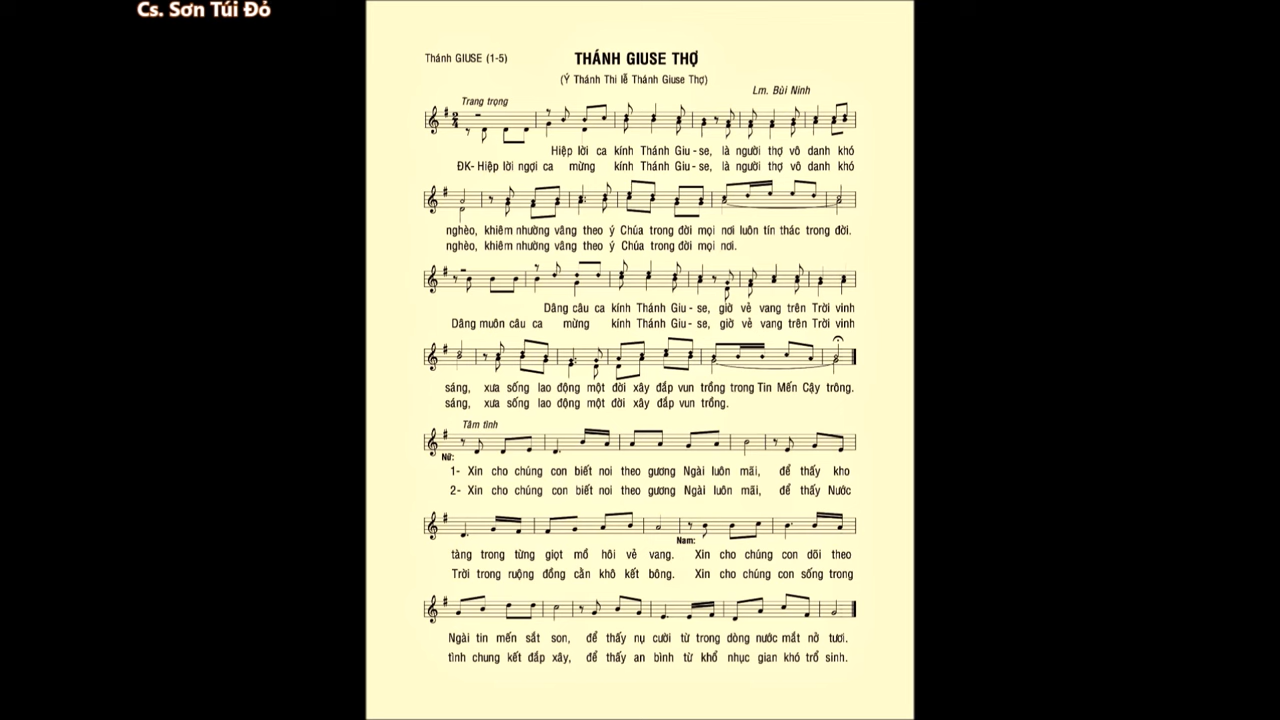 Cs. Sơn Túi Đỏ
Thánh GIUSE (1-5)
THÁNH GIUSE THỢ
(Ý Thánh Thi lễ Thánh Giuse Thợ)
Lm. Bùi Ninh
Trang trọng
Hiệp lời ca kính Thánh Giu - se, là người thợ vô danh khó
ĐK- Hiệp lời ngợi ca mừng kính Thánh Giu - se, là người thợ vô danh khó
nghèo, khiêm nhường vâng theo ý Chúa trong đời mọi nơi luôn tín thác trong đời.
nghèo, khiêm nhường vâng theo ý Chúa trong đời mọi nơi.
Dâng câu ca kính Thánh Giu - se, giờ vẻ vang trên Trời vinh
Dâng muôn câu ca mừng kính Thánh Giu - se, giờ vẻ vang trên Trời vinh
sáng, xưa sống lao động một đời xây đắp vun trồng trong Tin Mến Cậy trông.
sáng, xưa sống lao động một đời xây đắp vun trồng.
Tâm tình
Nữ:
1- Xin cho chúng con biết noi theo gương Ngài luôn mãi, để thấy kho
2- Xin cho chúng con biết noi theo gương Ngài luôn mãi, để thấy Nước
Nam:
tàng trong từng giọt mồ hôi vẻ vang. Xin cho chúng con dõi theo
Trời trong ruộng đồng cằn khô kết bông. Xin cho chúng con sống trong
Ngài tin mến sắt son, để thấy nụ cười từ trong dòng nước mắt nở tươi.
tình chung kết đắp xây, để thấy an bình từ khổ nhục gian khó trổ sinh.